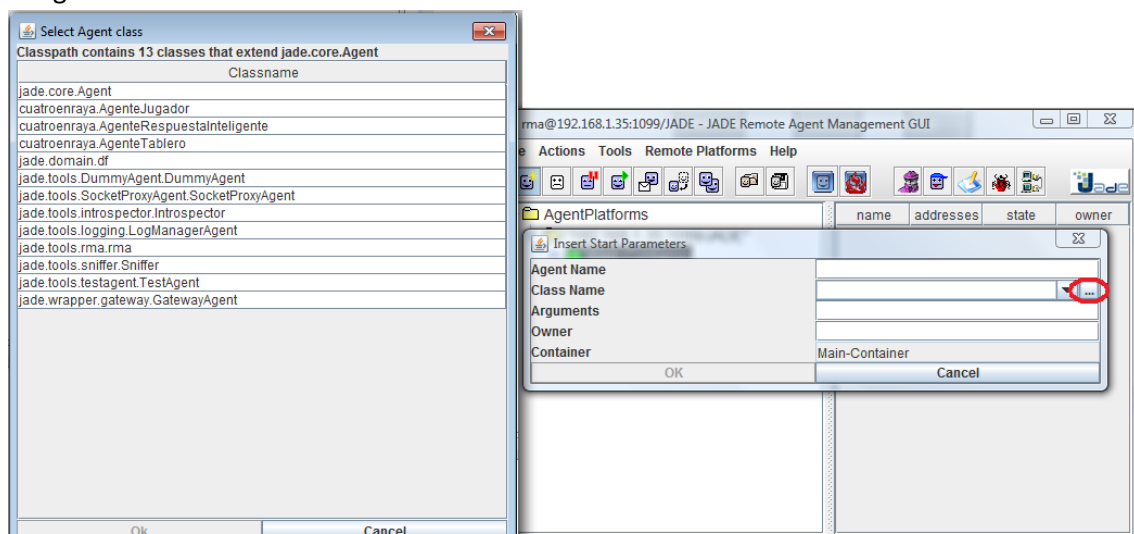 Select Agent class
Classpath contains 13 classes that extend jade.core.Agent
Classname
jade.core.Agent
cuatroenraya.AgenteJugador
cuatroenraya.AgenteRespuestaInteligente
cuatroenraya.AgenteTablero
jade.domain.df
jade.tools.DummyAgent.DummyAgent
jade.tools.SocketProxyAgent.SocketProxyAgent
jade.tools.introspector.Introspector
jade.tools.logging.LogManagerAgent
jade.tools.rma.rma
jade.tools.sniffer.Sniffer
jade.tools.testagent.TestAgent
jade.wrapper.gateway.GatewayAgent
Ok Cancel
rma@192.168.1.35:1099/JADE - JADE Remote Agent Management GUI
e Actions Tools Remote Platforms Help
Jade
AgentPlatforms
name addresses state owner
Insert Start Parameters
Agent Name
Class Name ...
Arguments
Owner
Container Main-Container
OK Cancel